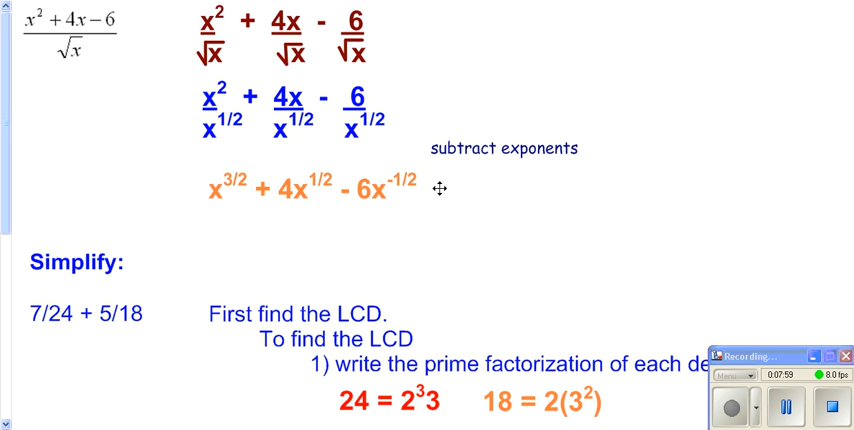 x² + 4x − 6 / √x
x²/√x + 4x/√x - 6/√x
x²/x^1/2 + 4x/x^1/2 - 6/x^1/2
subtract exponents
x^3/2 + 4x^1/2 - 6x^-1/2
Simplify:
7/24 + 5/18 First find the LCD.
To find the LCD
1) write the prime factorization of each de
24 = 2³3 18 = 2(3²)
Recording...
Menu... 0:07:59 8.0 fps